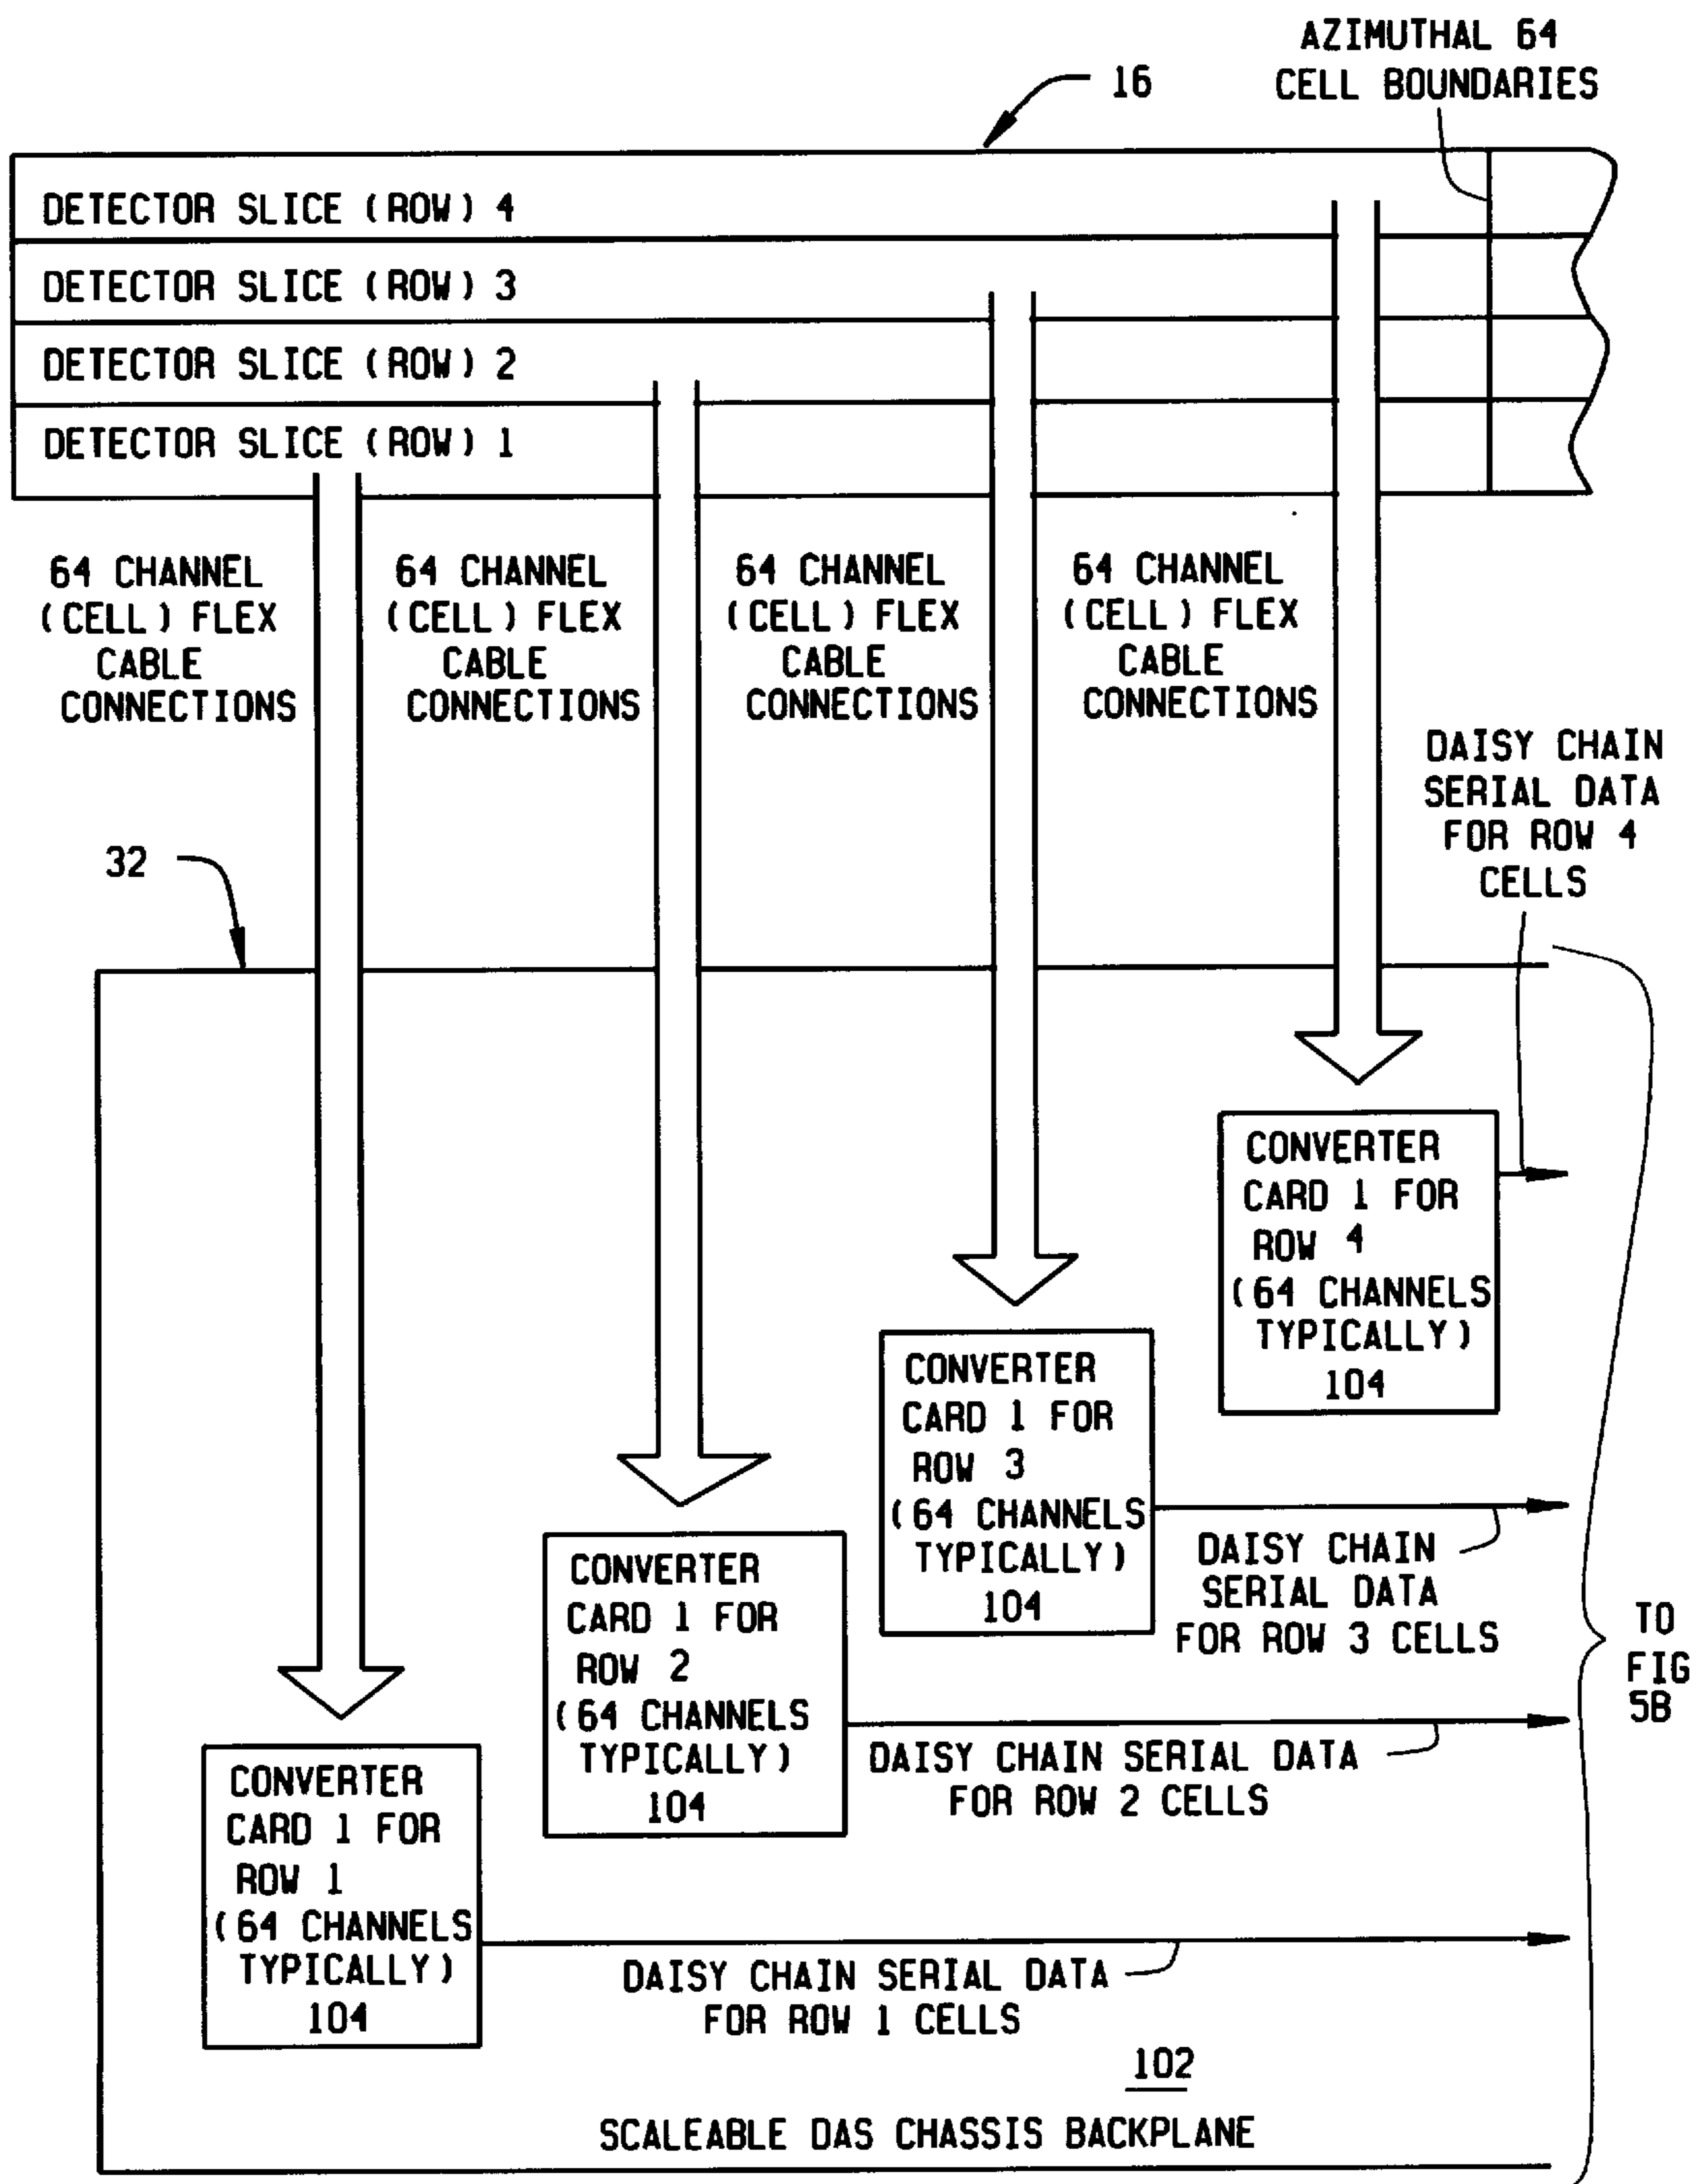 AZIMUTHAL 64
CELL BOUNDARIES
16
DETECTOR SLICE (ROW) 4
DETECTOR SLICE (ROW) 3
DETECTOR SLICE (ROW) 2
DETECTOR SLICE (ROW) 1
64 CHANNEL
(CELL) FLEX
CABLE
CONNECTIONS
64 CHANNEL
(CELL) FLEX
CABLE
CONNECTIONS
64 CHANNEL
(CELL) FLEX
CABLE
CONNECTIONS
64 CHANNEL
(CELL) FLEX
CABLE
CONNECTIONS
DAISY CHAIN
SERIAL DATA
FOR ROW 4
CELLS
32
CONVERTER
CARD 1 FOR
ROW 4
(64 CHANNELS
TYPICALLY)
104
CONVERTER
CARD 1 FOR
ROW 3
(64 CHANNELS
TYPICALLY)
104
DAISY CHAIN
SERIAL DATA
FOR ROW 3 CELLS
TO
FIG
5B
CONVERTER
CARD 1 FOR
ROW 2
(64 CHANNELS
TYPICALLY)
104
DAISY CHAIN SERIAL DATA
FOR ROW 2 CELLS
CONVERTER
CARD 1 FOR
ROW 1
(64 CHANNELS
TYPICALLY)
104
DAISY CHAIN SERIAL DATA
FOR ROW 1 CELLS
102
SCALEABLE DAS CHASSIS BACKPLANE